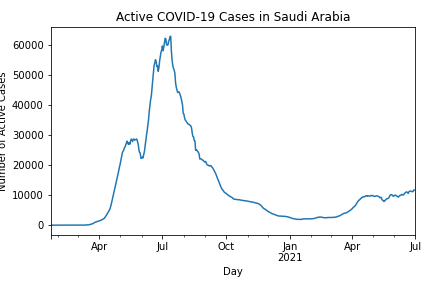 Active COVID-19 Cases in Saudi Arabia
Number of Active Cases
60000
50000
40000
30000
20000
10000
0
Apr
Jul
Oct
Jan
2021
Apr
Jul
Day